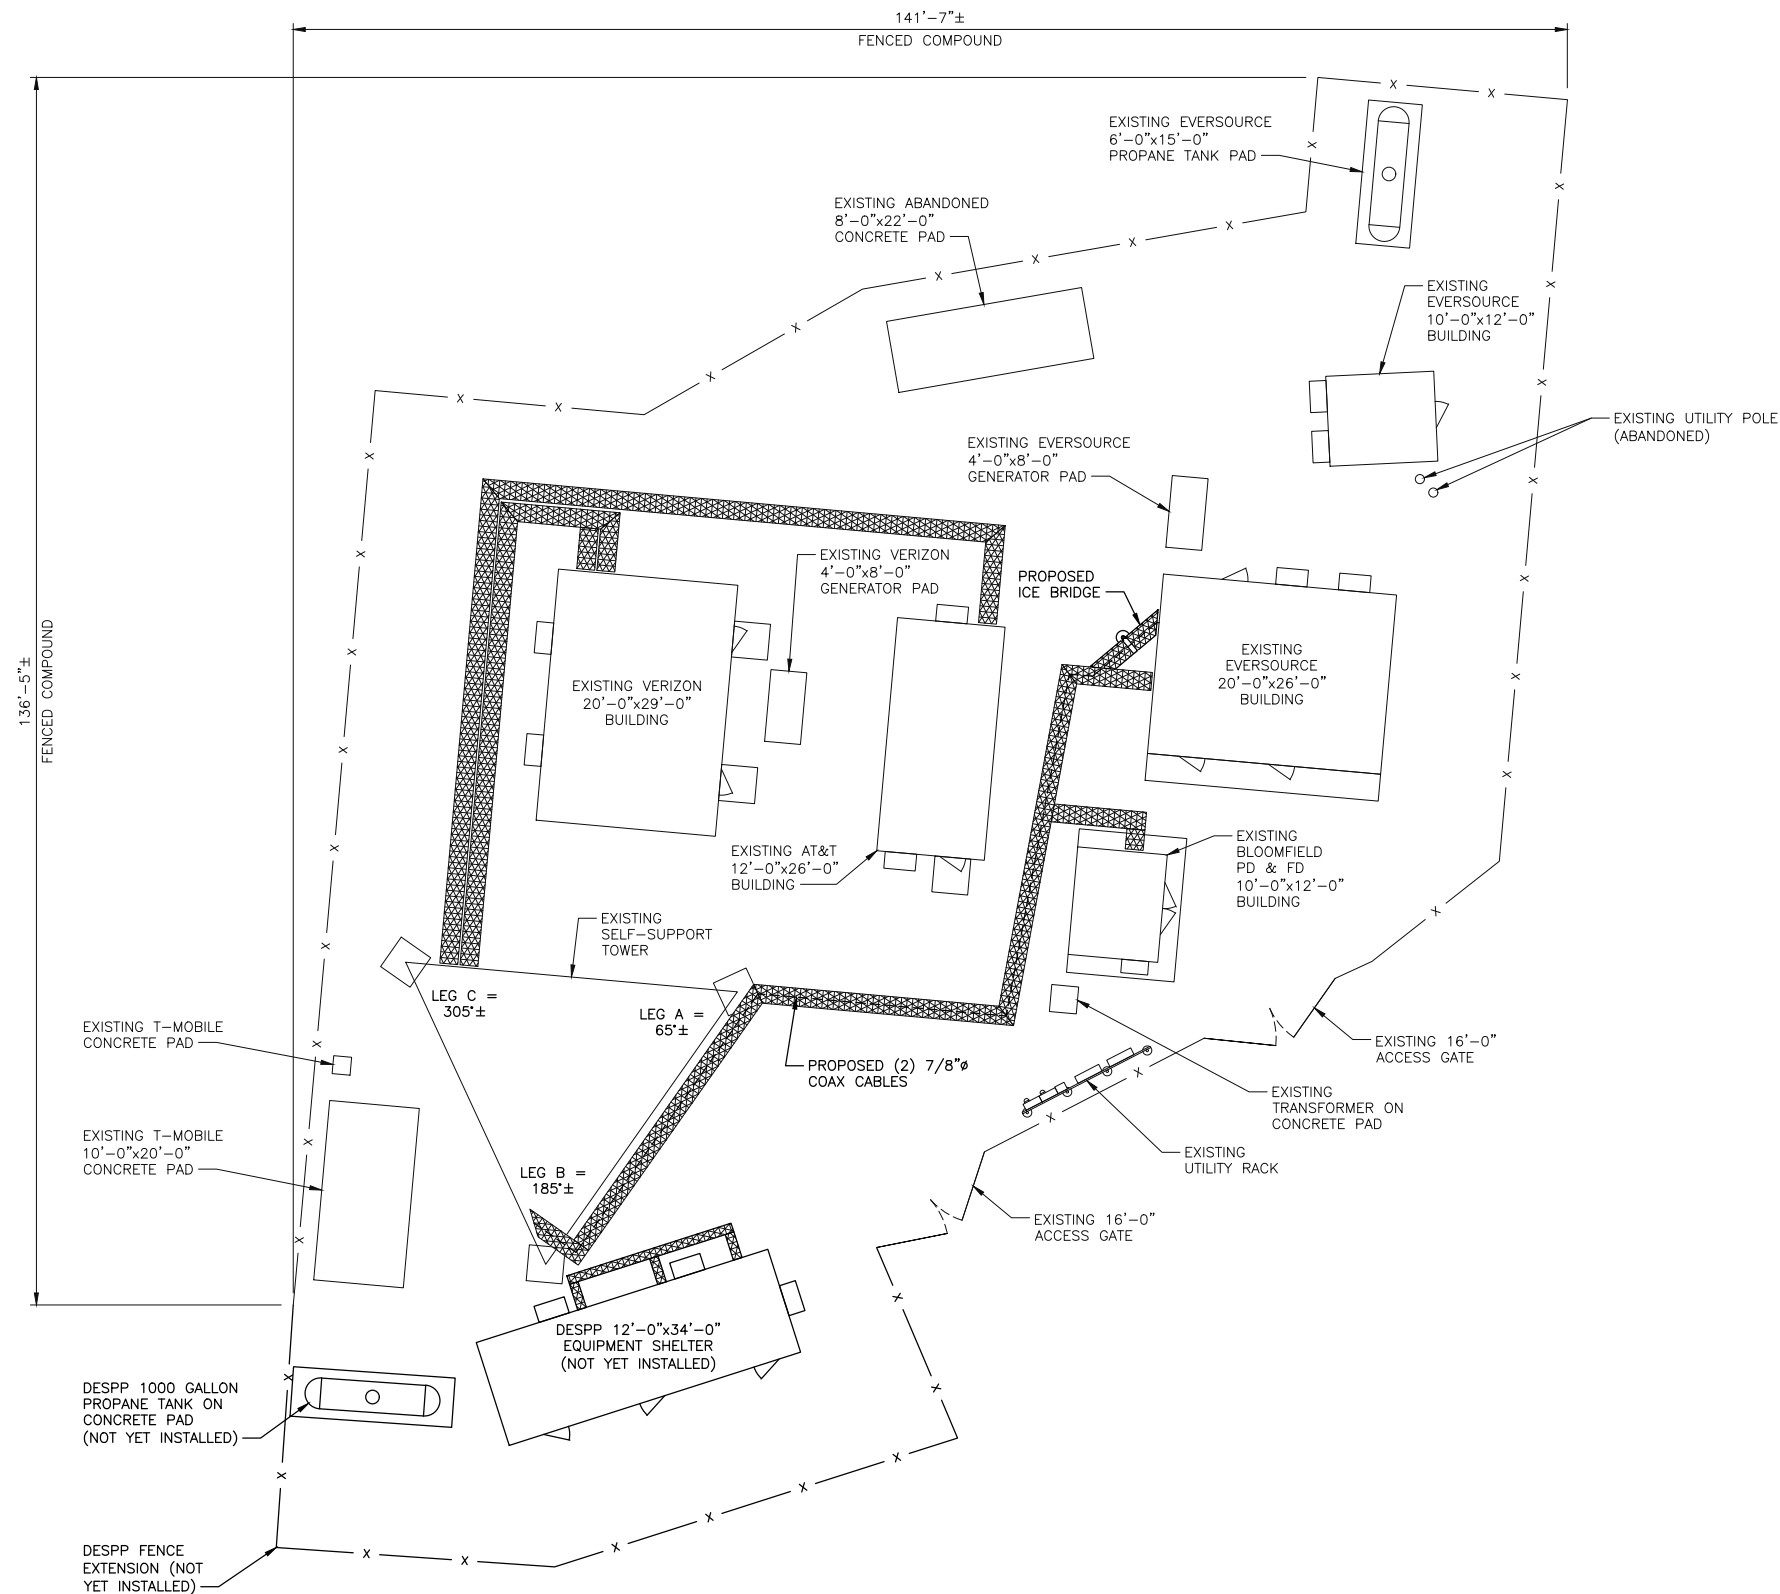 141'-7"±
FENCED COMPOUND
EXISTING EVERSOURCE
6'-0"x15'-0"
PROPANE TANK PAD
EXISTING ABANDONED
8'-0"x22'-0"
CONCRETE PAD
EXISTING
EVERSOURCE
10'-0"x12'-0"
BUILDING
EXISTING UTILITY POLE
(ABANDONED)
EXISTING EVERSOURCE
4'-0"x8'-0"
GENERATOR PAD
EXISTING VERIZON
4'-0"x8'-0"
GENERATOR PAD
PROPOSED
ICE BRIDGE
136'-5"±
FENCED COMPOUND
EXISTING VERIZON
20'-0"x29'-0"
BUILDING
EXISTING
EVERSOURCE
20'-0"x26'-0"
BUILDING
EXISTING AT&T
12'-0"x26'-0"
BUILDING
EXISTING
BLOOMFIELD
PD & FD
10'-0"x12'-0"
BUILDING
EXISTING
SELF-SUPPORT
TOWER
LEG C =
305°±
LEG A =
65°±
EXISTING T-MOBILE
CONCRETE PAD
PROPOSED (2) 7/8"ø
COAX CABLES
EXISTING 16'-0"
ACCESS GATE
EXISTING
TRANSFORMER ON
CONCRETE PAD
EXISTING T-MOBILE
10'-0"x20'-0"
CONCRETE PAD
EXISTING
UTILITY RACK
LEG B =
185°±
EXISTING 16'-0"
ACCESS GATE
DESPP 12'-0"x34'-0"
EQUIPMENT SHELTER
(NOT YET INSTALLED)
DESPP 1000 GALLON
PROPANE TANK ON
CONCRETE PAD
(NOT YET INSTALLED)
DESPP FENCE
EXTENSION (NOT
YET INSTALLED)